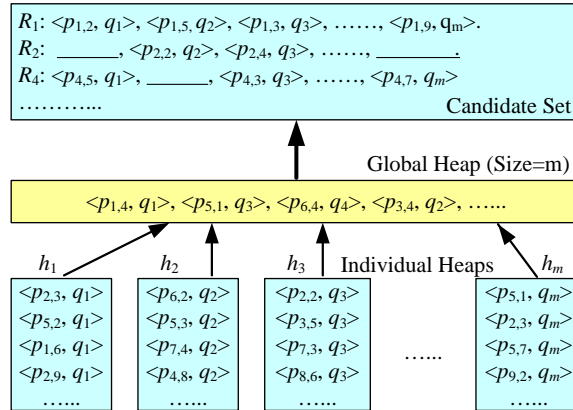 R₁: <p₁,₂, q₁>, <p₁,₅, q₂>, <p₁,₃, q₃>, ……, <p₁,₉, qₘ>.
R₂: ______, <p₂,₂, q₂>, <p₂,₄, q₃>, ……, ________.
R₄: <p₄,₅, q₁>, ______, <p₄,₃, q₃>, ……, <p₄,₇, qₘ>
………...
Candidate Set
Global Heap (Size=m)
<p₁,₄, q₁>, <p₅,₁, q₃>, <p₆,₄, q₄>, <p₃,₄, q₂>, …...
h₁ h₂ h₃ Individual Heaps hₘ
<p₂,₃, q₁> <p₆,₂, q₂> <p₂,₂, q₃> <p₅,₁, qₘ>
<p₅,₂, q₁> <p₅,₃, q₂> <p₃,₅, q₃> <p₂,₃, qₘ>
<p₁,₆, q₁> <p₇,₄, q₂> <p₇,₃, q₃> …... <p₅,₇, qₘ>
<p₂,₉, q₁> <p₄,₈, q₂> <p₈,₆, q₃> <p₉,₂, qₘ>
…... …... …... …...